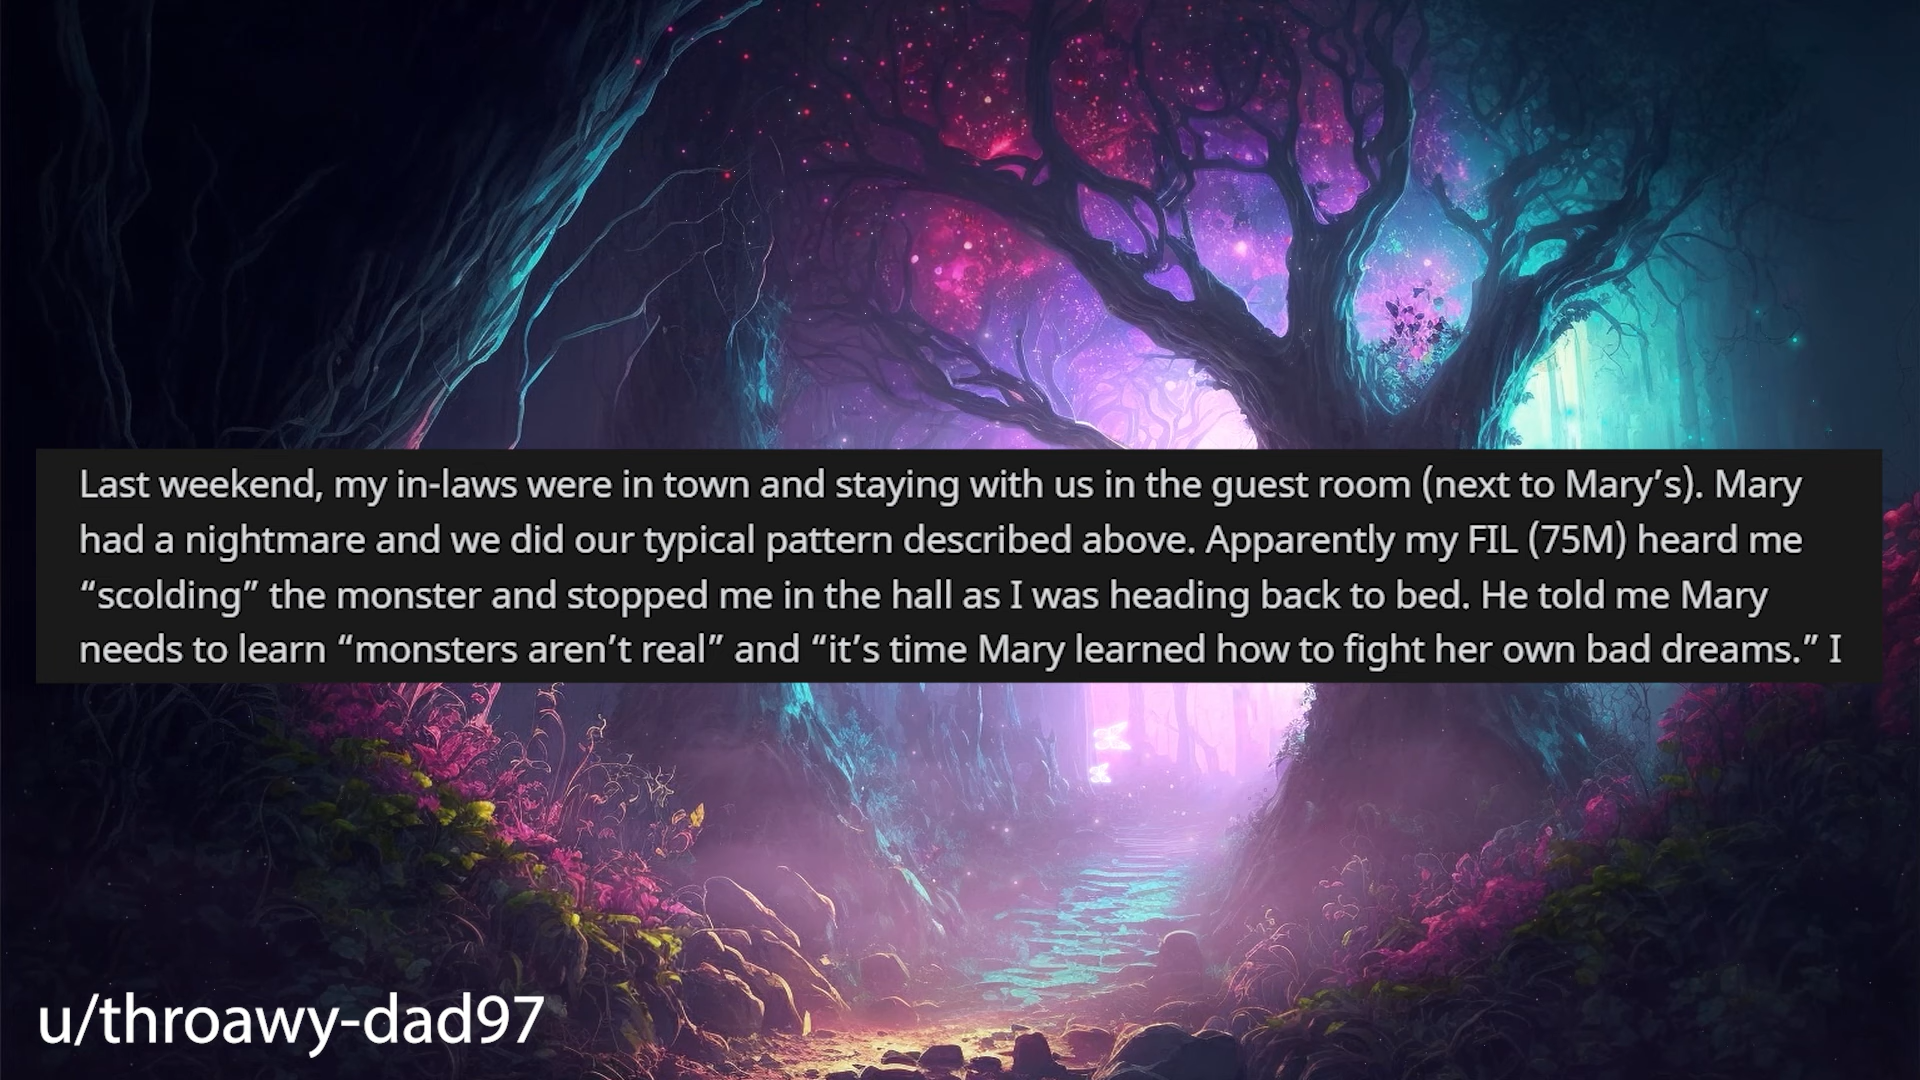 Last weekend, my in-laws were in town and staying with us in the guest room (next to Mary’s). Mary
had a nightmare and we did our typical pattern described above. Apparently my FIL (75M) heard me
“scolding” the monster and stopped me in the hall as I was heading back to bed. He told me Mary
needs to learn “monsters aren’t real” and “it’s time Mary learned how to fight her own bad dreams.” I
u/throawy-dad97